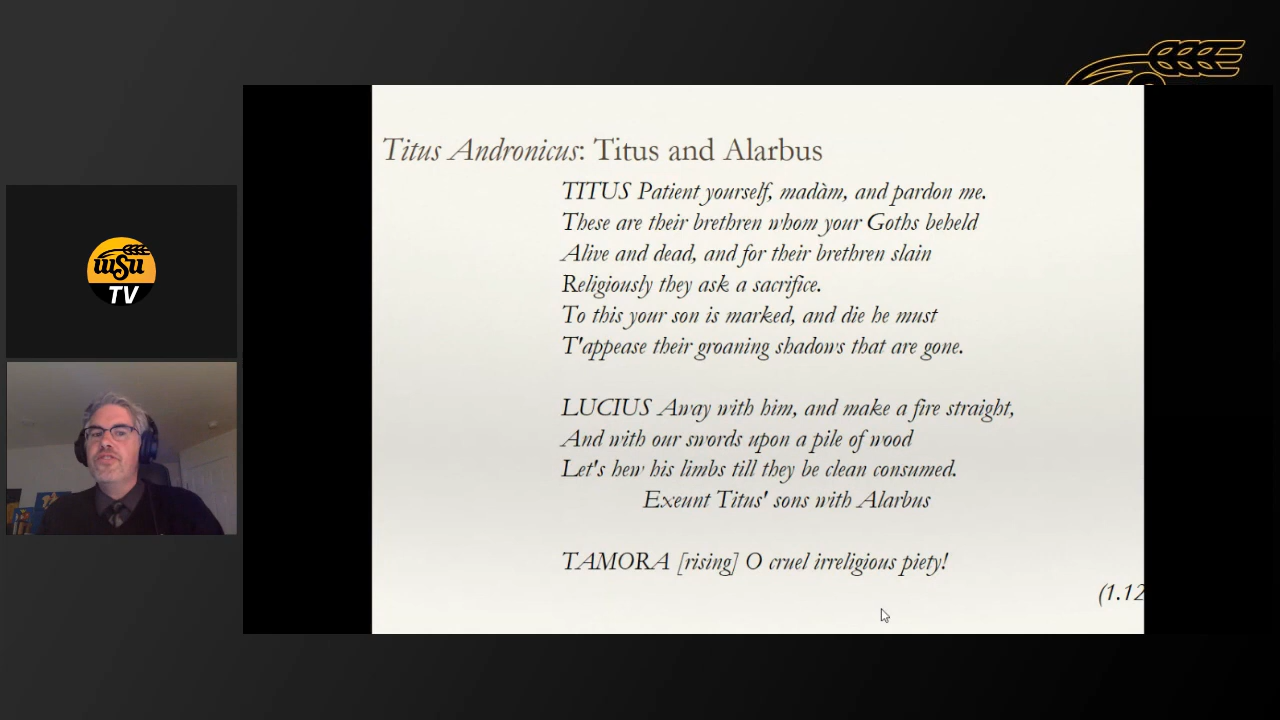 Titus Andronicus: Titus and Alarbus
TITUS Patient yourself, madàm, and pardon me.
These are their brethren whom your Goths beheld
Alive and dead, and for their brethren slain
Religiously they ask a sacrifice.
To this your son is marked, and die he must
T'appease their groaning shadows that are gone.
LUCIUS Away with him, and make a fire straight,
And with our swords upon a pile of wood
Let's hew his limbs till they be clean consumed.
Exeunt Titus' sons with Alarbus
TAMORA [rising] O cruel irreligious piety!
(1.12
wsu
TV